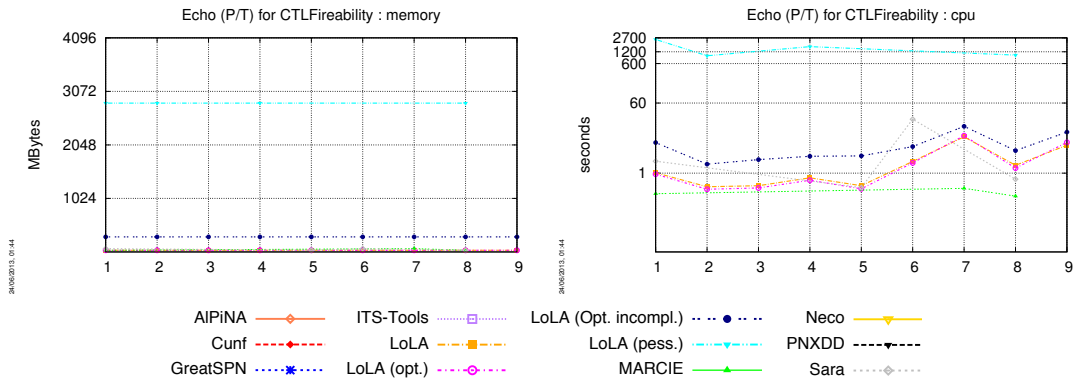 Echo (P/T) for CTLFireability : memory
4096
3072
2048
1024
MBytes
1 2 3 4 5 6 7 8 9
24/06/2013, 01:44
Echo (P/T) for CTLFireability : cpu
2700
1200
600
60
1
seconds
1 2 3 4 5 6 7 8 9
24/06/2013, 01:44
AlPiNA
Cunf
GreatSPN
ITS-Tools
LoLA
LoLA (opt.)
LoLA (Opt. incompl.)
LoLA (pess.)
MARCIE
Neco
PNXDD
Sara